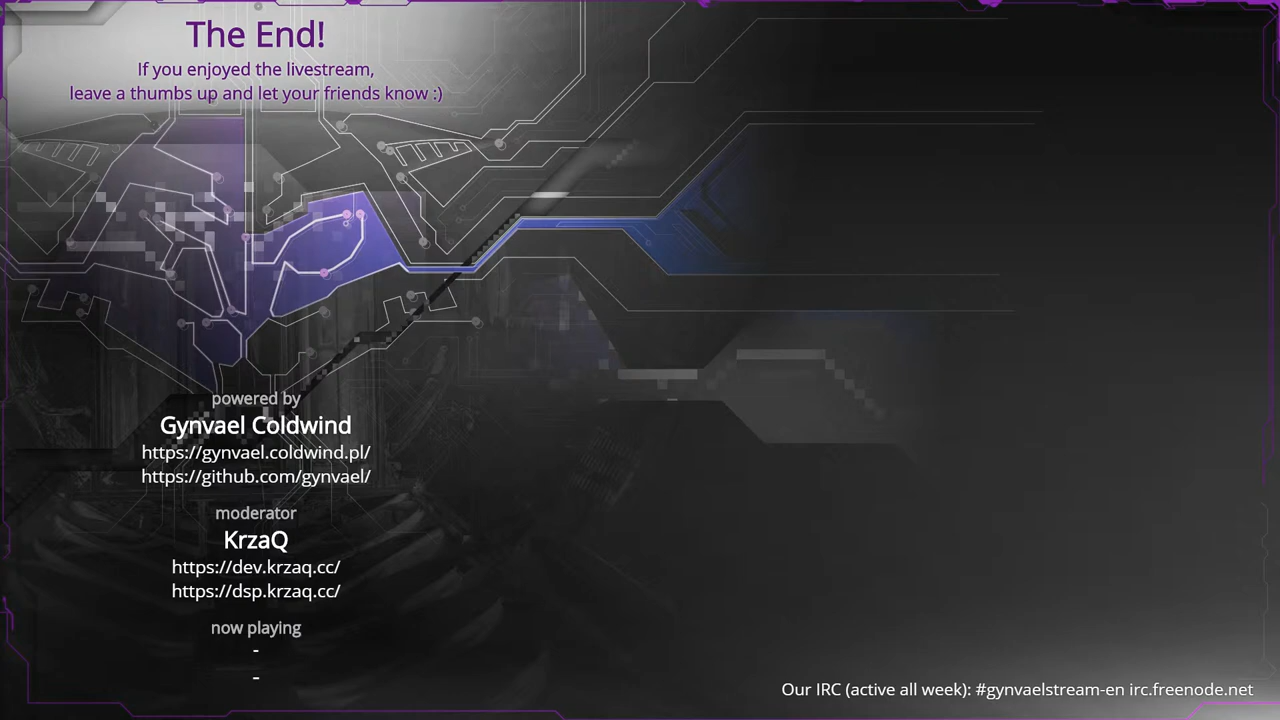 The End!
If you enjoyed the livestream,
leave a thumbs up and let your friends know :)
powered by
Gynvael Coldwind
https://gynvael.coldwind.pl/
https://github.com/gynvael/
moderator
KrzaQ
https://dev.krzaq.cc/
https://dsp.krzaq.cc/
now playing
-
-
Our IRC (active all week): #gynvaelstream-en irc.freenode.net